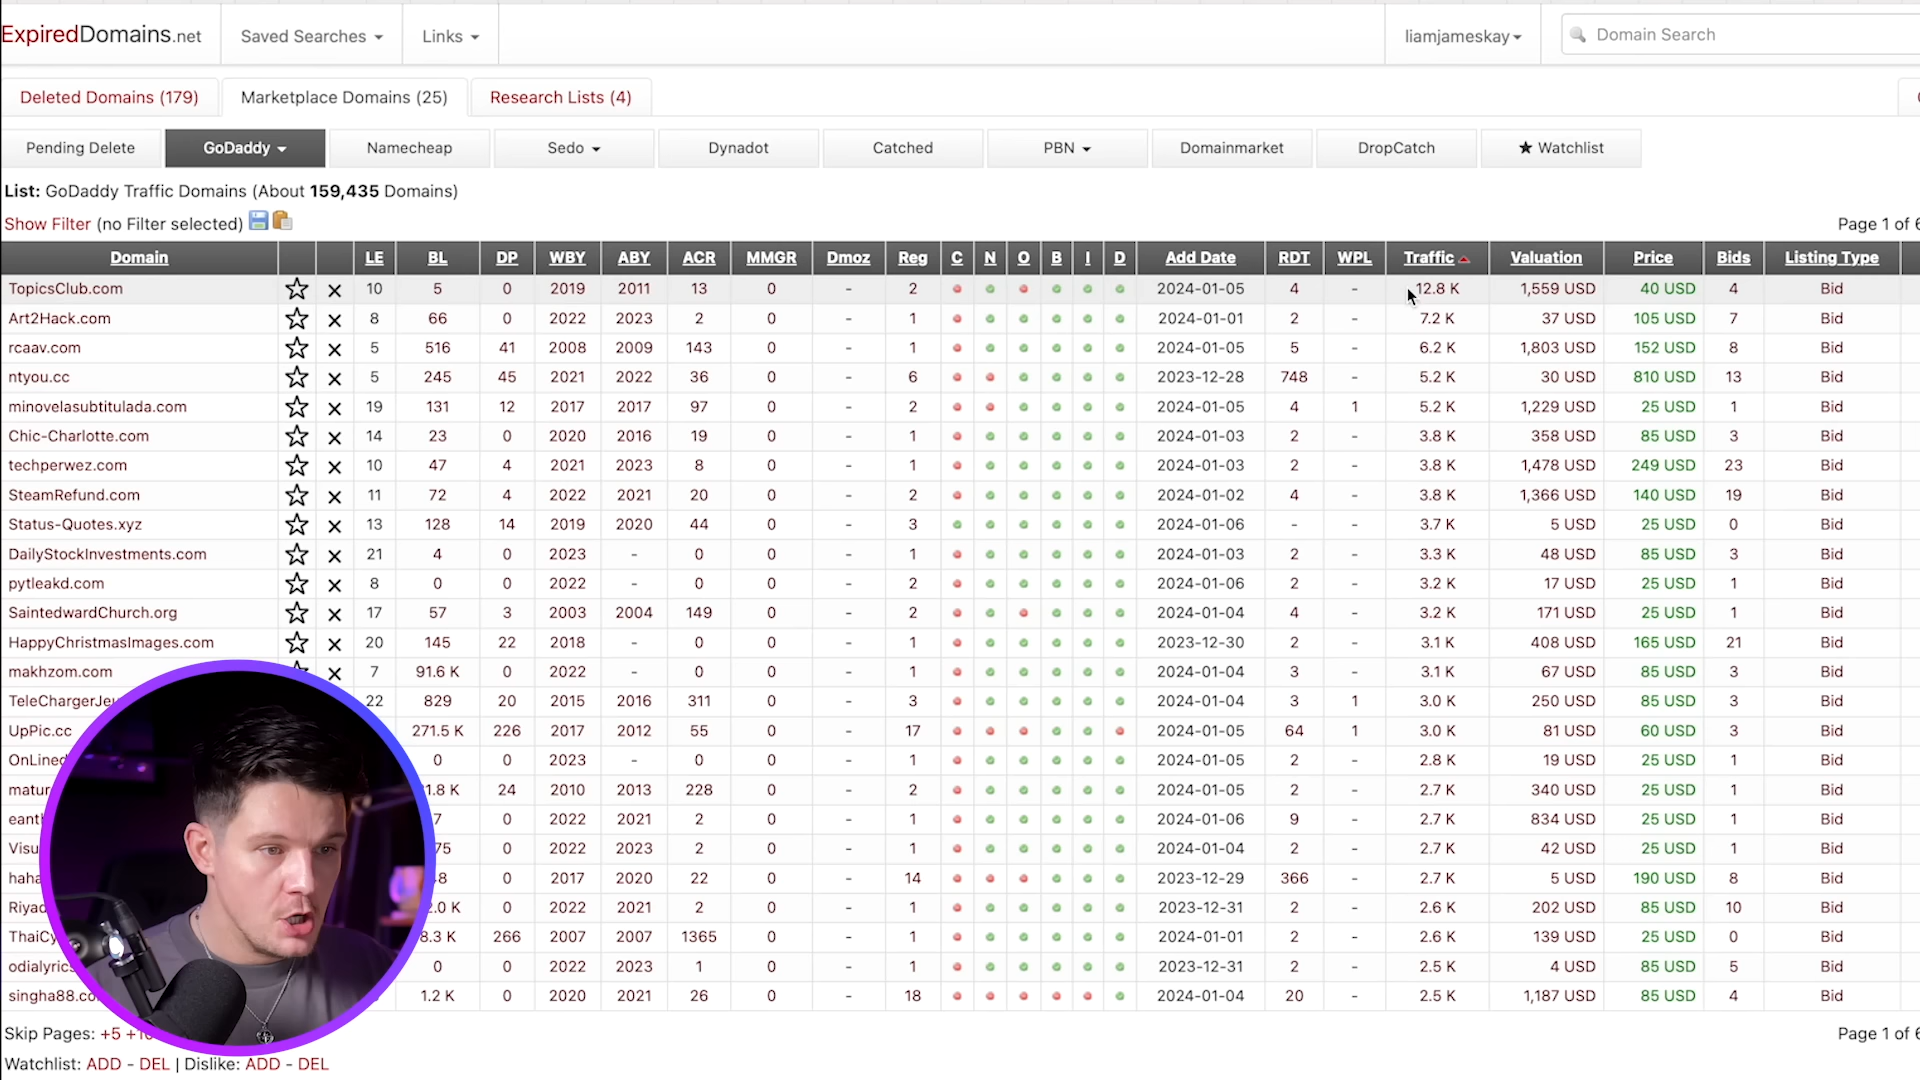 ExpiredDomains.net Saved Searches Links liamjameskay Domain Search
Deleted Domains (179) Marketplace Domains (25) Research Lists (4)
Pending Delete GoDaddy Namecheap Sedo Dynadot Catched PBN Domainmarket DropCatch ★ Watchlist
List: GoDaddy Traffic Domains (About 159,435 Domains)
Show Filter (no Filter selected) Page 1 of 6
Domain LE BL DP WBY ABY ACR MMGR Dmoz Reg C N O B I D Add Date RDT WPL Traffic Valuation Price Bids Listing Type
TopicsClub.com 10 5 0 2019 2011 13 0 - 2 2024-01-05 4 - 12.8 K 1,559 USD 40 USD 4 Bid
Art2Hack.com 8 66 0 2022 2023 2 0 - 1 2024-01-01 2 - 7.2 K 37 USD 105 USD 7 Bid
rcaav.com 5 516 41 2008 2009 143 0 - 1 2024-01-05 5 - 6.2 K 1,803 USD 152 USD 8 Bid
ntyou.cc 5 245 45 2021 2022 36 0 - 6 2023-12-28 748 - 5.2 K 30 USD 810 USD 13 Bid
minovelasubtitulada.com 19 131 12 2017 2017 97 0 - 2 2024-01-05 4 1 5.2 K 1,229 USD 25 USD 1 Bid
Chic-Charlotte.com 14 23 0 2020 2016 19 0 - 1 2024-01-03 2 - 3.8 K 358 USD 85 USD 3 Bid
techperwez.com 10 47 4 2021 2023 8 0 - 1 2024-01-03 2 - 3.8 K 1,478 USD 249 USD 23 Bid
SteamRefund.com 11 72 4 2022 2021 20 0 - 2 2024-01-02 4 - 3.8 K 1,366 USD 140 USD 19 Bid
Status-Quotes.xyz 13 128 14 2019 2020 44 0 - 3 2024-01-06 - - 3.7 K 5 USD 25 USD 0 Bid
DailyStockInvestments.com 21 4 0 2023 - 0 0 - 1 2024-01-03 2 - 3.3 K 48 USD 85 USD 3 Bid
pytleakd.com 8 0 0 2022 - 0 0 - 2 2024-01-06 2 - 3.2 K 17 USD 25 USD 1 Bid
SaintedwardChurch.org 17 57 3 2003 2004 149 0 - 2 2024-01-04 4 - 3.2 K 171 USD 25 USD 1 Bid
HappyChristmasImages.com 20 145 22 2018 - 0 0 - 1 2023-12-30 2 - 3.1 K 408 USD 165 USD 21 Bid
makhzom.com 7 91.6 K 0 2022 - 0 0 - 1 2024-01-04 3 - 3.1 K 67 USD 85 USD 3 Bid
TeleChargerJeu 22 829 20 2015 2016 311 0 - 3 2024-01-04 3 1 3.0 K 250 USD 85 USD 3 Bid
UpPic.cc 271.5 K 226 2017 2012 55 0 - 17 2024-01-05 64 1 3.0 K 81 USD 60 USD 3 Bid
OnLined 0 0 2023 - 0 0 - 1 2024-01-05 2 - 2.8 K 19 USD 25 USD 1 Bid
matur 1.8 K 24 2010 2013 228 0 - 2 2024-01-05 2 - 2.7 K 340 USD 25 USD 1 Bid
eanth 7 0 2022 2021 2 0 - 1 2024-01-06 9 - 2.7 K 834 USD 25 USD 1 Bid
Visu 75 0 2022 2023 2 0 - 1 2024-01-04 2 - 2.7 K 42 USD 25 USD 1 Bid
haha 8 0 2017 2020 22 0 - 14 2023-12-29 366 - 2.7 K 5 USD 190 USD 8 Bid
Riyad 2.0 K 0 2022 2021 2 0 - 1 2023-12-31 2 - 2.6 K 202 USD 85 USD 10 Bid
ThaiCy 8.3 K 266 2007 2007 1365 0 - 1 2024-01-01 2 - 2.6 K 139 USD 25 USD 0 Bid
odialyrics 0 0 2022 2023 1 0 - 1 2023-12-31 2 - 2.5 K 4 USD 85 USD 5 Bid
singha88.co 1.2 K 0 2020 2021 26 0 - 18 2024-01-04 20 - 2.5 K 1,187 USD 85 USD 4 Bid
Skip Pages: +5 +10 Page 1 of 6
Watchlist: ADD - DEL | Dislike: ADD - DEL